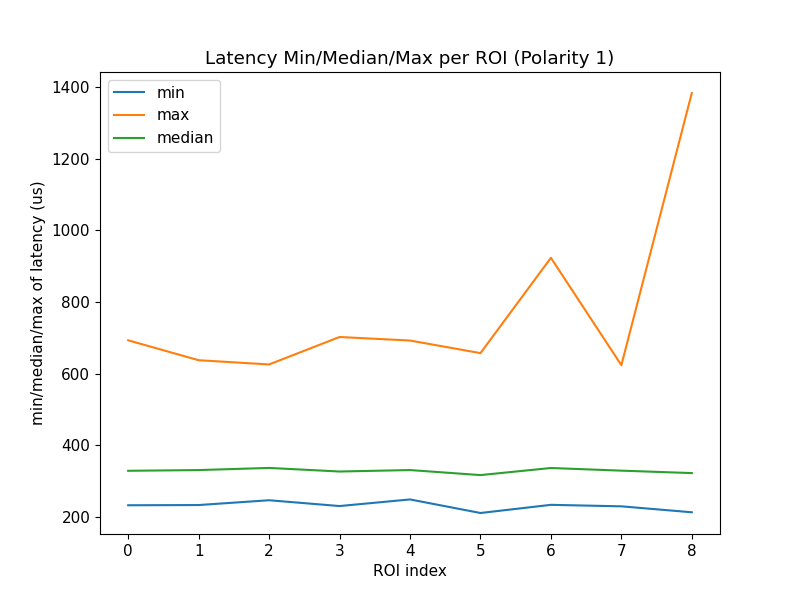 Latency Min/Median/Max per ROI (Polarity 1)
min
max
median
min/median/max of latency (us)
1400
1200
1000
800
600
400
200
0 1 2 3 4 5 6 7 8
ROI index